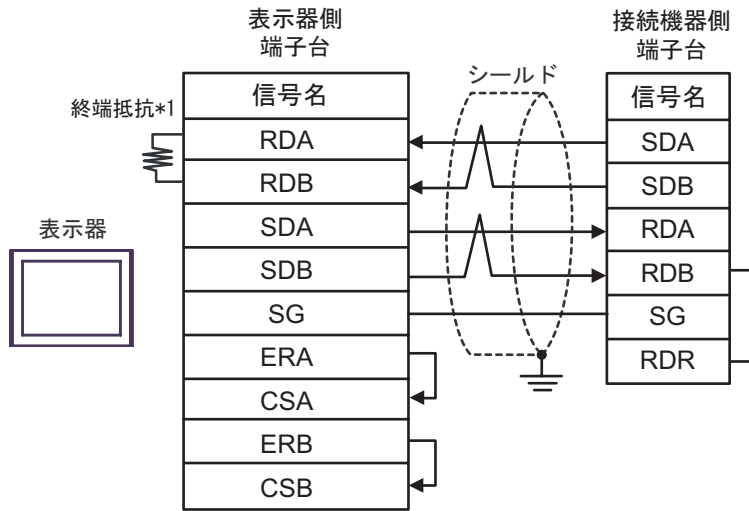 表示器側
端子台
接続機器側
端子台
シールド
終端抵抗*1
表示器
信号名
RDA
RDB
SDA
SDB
SG
ERA
CSA
ERB
CSB
信号名
SDA
SDB
RDA
RDB
SG
RDR